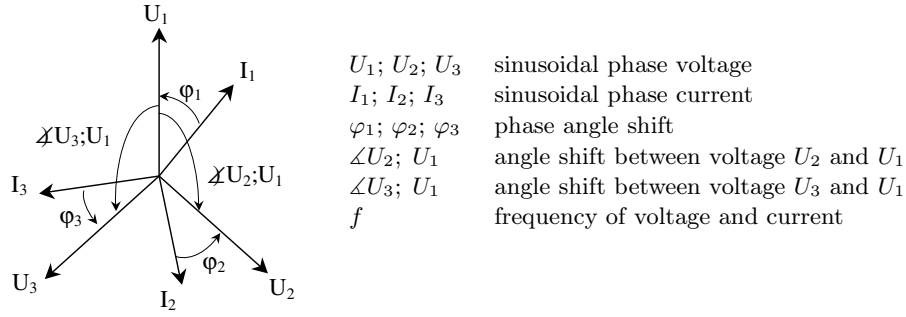 U₁
I₁
φ₁
∡U₃;U₁
∡U₂;U₁
I₃
φ₃
φ₂
U₃
I₂
U₂
U₁; U₂; U₃ sinusoidal phase voltage
I₁; I₂; I₃ sinusoidal phase current
φ₁; φ₂; φ₃ phase angle shift
∠U₂; U₁ angle shift between voltage U₂ and U₁
∠U₃; U₁ angle shift between voltage U₃ and U₁
f frequency of voltage and current